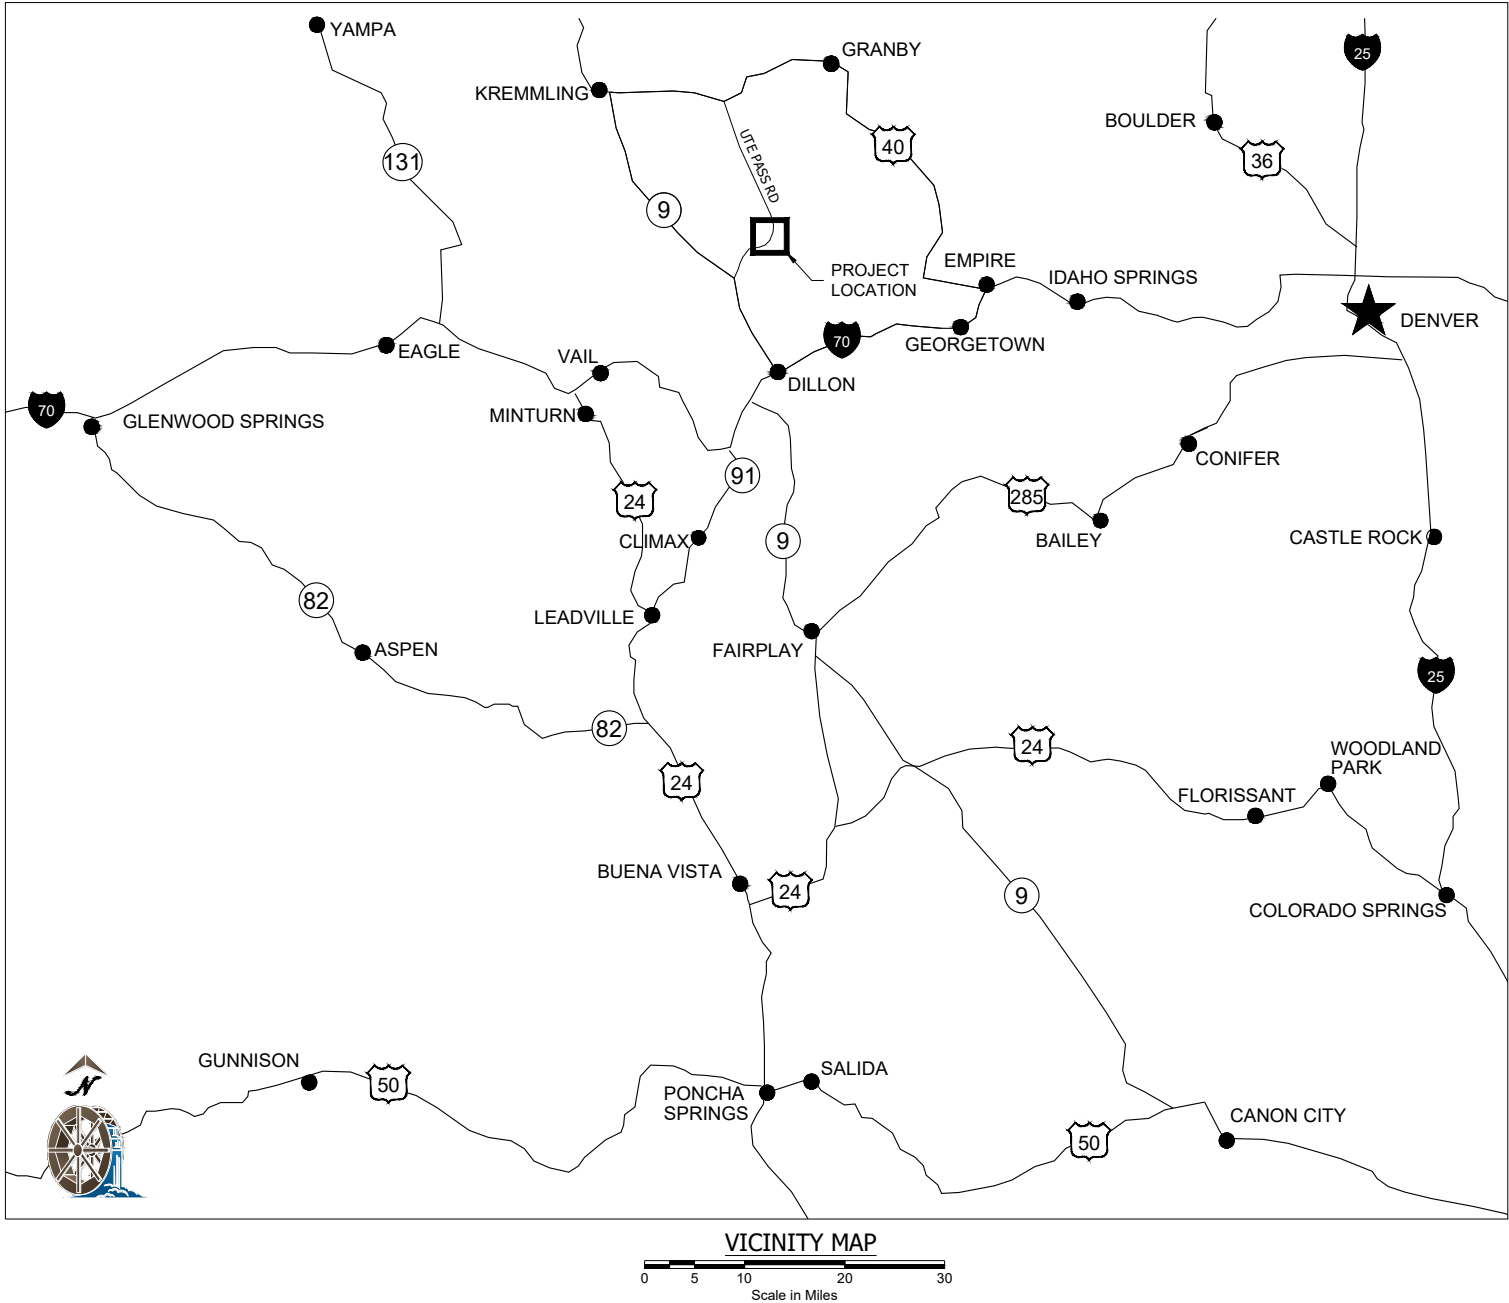 YAMPA
GRANBY
25
KREMMLING
BOULDER
UTE PASS RD
40
36
131
9
PROJECT
LOCATION
EMPIRE
IDAHO SPRINGS
DENVER
70
GEORGETOWN
EAGLE
VAIL
DILLON
70
GLENWOOD SPRINGS
MINTURN
CONIFER
91
24
285
CLIMAX
9
BAILEY
CASTLE ROCK
82
LEADVILLE
ASPEN
FAIRPLAY
25
82
24
WOODLAND
PARK
24
FLORISSANT
BUENA VISTA
24
9
COLORADO SPRINGS
GUNNISON
50
SALIDA
PONCHA
SPRINGS
N
CANON CITY
50
VICINITY MAP
0 5 10 20 30
Scale in Miles